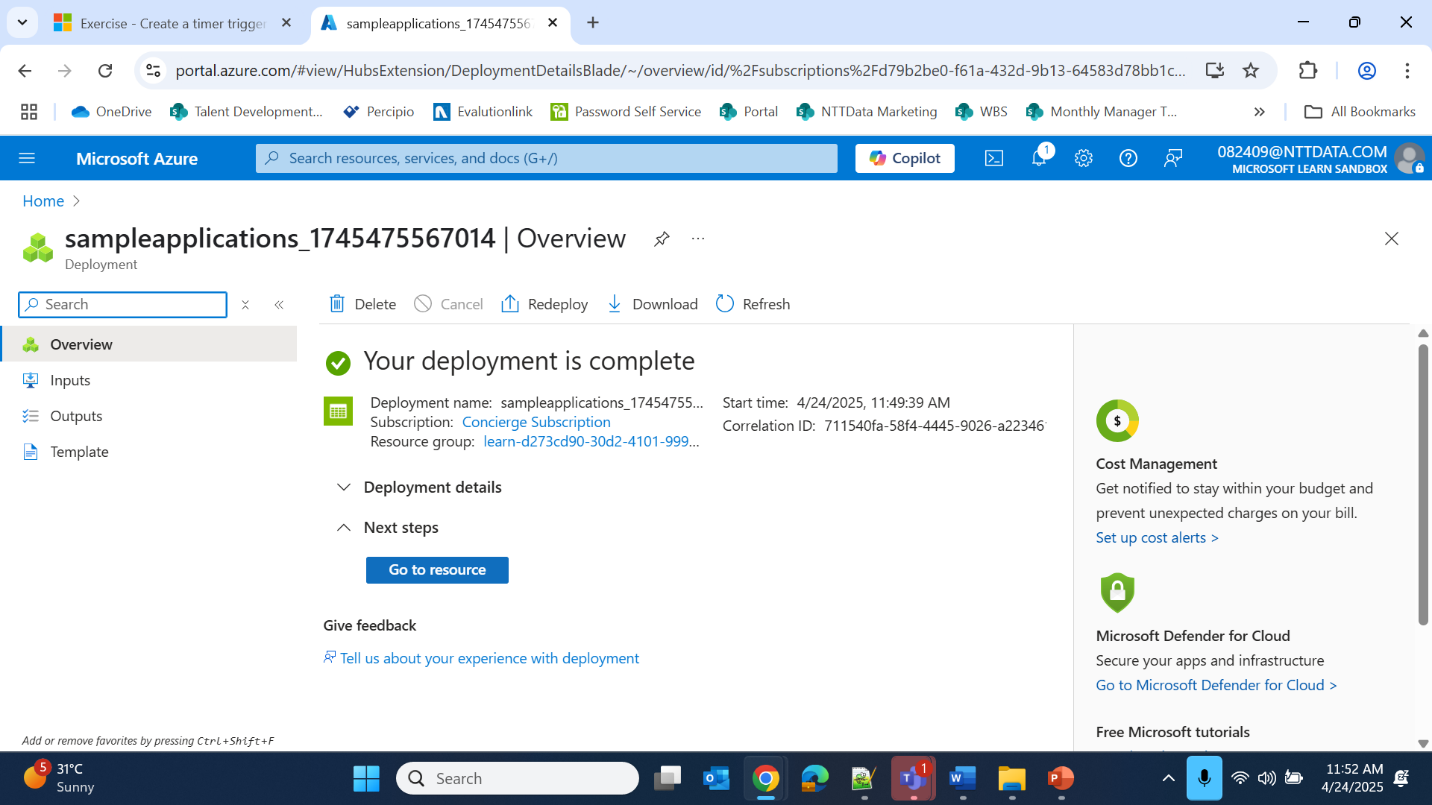 Exercise - Create a timer trigger
sampleapplications_174547556
portal.azure.com/#view/HubsExtension/DeploymentDetailsBlade/~/overview/id/%2Fsubscriptions%2Fd79b2be0-f61a-432d-9b13-64583d78bb1c...
OneDrive Talent Development... Percipio Evalutionlink Password Self Service Portal NTTData Marketing WBS Monthly Manager T... » All Bookmarks
Microsoft Azure
Search resources, services, and docs (G+/)
Copilot
1
082409@NTTDATA.COM
MICROSOFT LEARN SANDBOX
Home >
sampleapplications_1745475567014 | Overview
Deployment
Search
Delete Cancel Redeploy Download Refresh
Overview
Inputs
Outputs
Template
Your deployment is complete
Deployment name: sampleapplications_17454755...
Subscription: Concierge Subscription
Resource group: learn-d273cd90-30d2-4101-999...
Start time: 4/24/2025, 11:49:39 AM
Correlation ID: 711540fa-58f4-4445-9026-a22346
Deployment details
Next steps
Go to resource
Give feedback
Tell us about your experience with deployment
Cost Management
Get notified to stay within your budget and
prevent unexpected charges on your bill.
Set up cost alerts >
Microsoft Defender for Cloud
Secure your apps and infrastructure
Go to Microsoft Defender for Cloud >
Free Microsoft tutorials
Add or remove favorites by pressing Ctrl+Shift+F
5
31°C
Sunny
Search
1
11:52 AM
4/24/2025